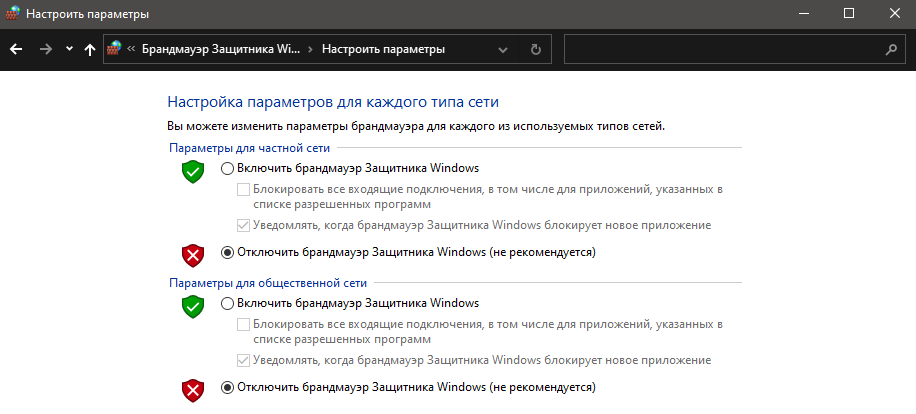 Настроить параметры
« Брандмауэр Защитника Wi... › Настроить параметры
Настройка параметров для каждого типа сети
Вы можете изменить параметры брандмауэра для каждого из используемых типов сетей.
Параметры для частной сети
Включить брандмауэр Защитника Windows
Блокировать все входящие подключения, в том числе для приложений, указанных в
списке разрешенных программ
Уведомлять, когда брандмауэр Защитника Windows блокирует новое приложение
Отключить брандмауэр Защитника Windows (не рекомендуется)
Параметры для общественной сети
Включить брандмауэр Защитника Windows
Блокировать все входящие подключения, в том числе для приложений, указанных в
списке разрешенных программ
Уведомлять, когда брандмауэр Защитника Windows блокирует новое приложение
Отключить брандмауэр Защитника Windows (не рекомендуется)